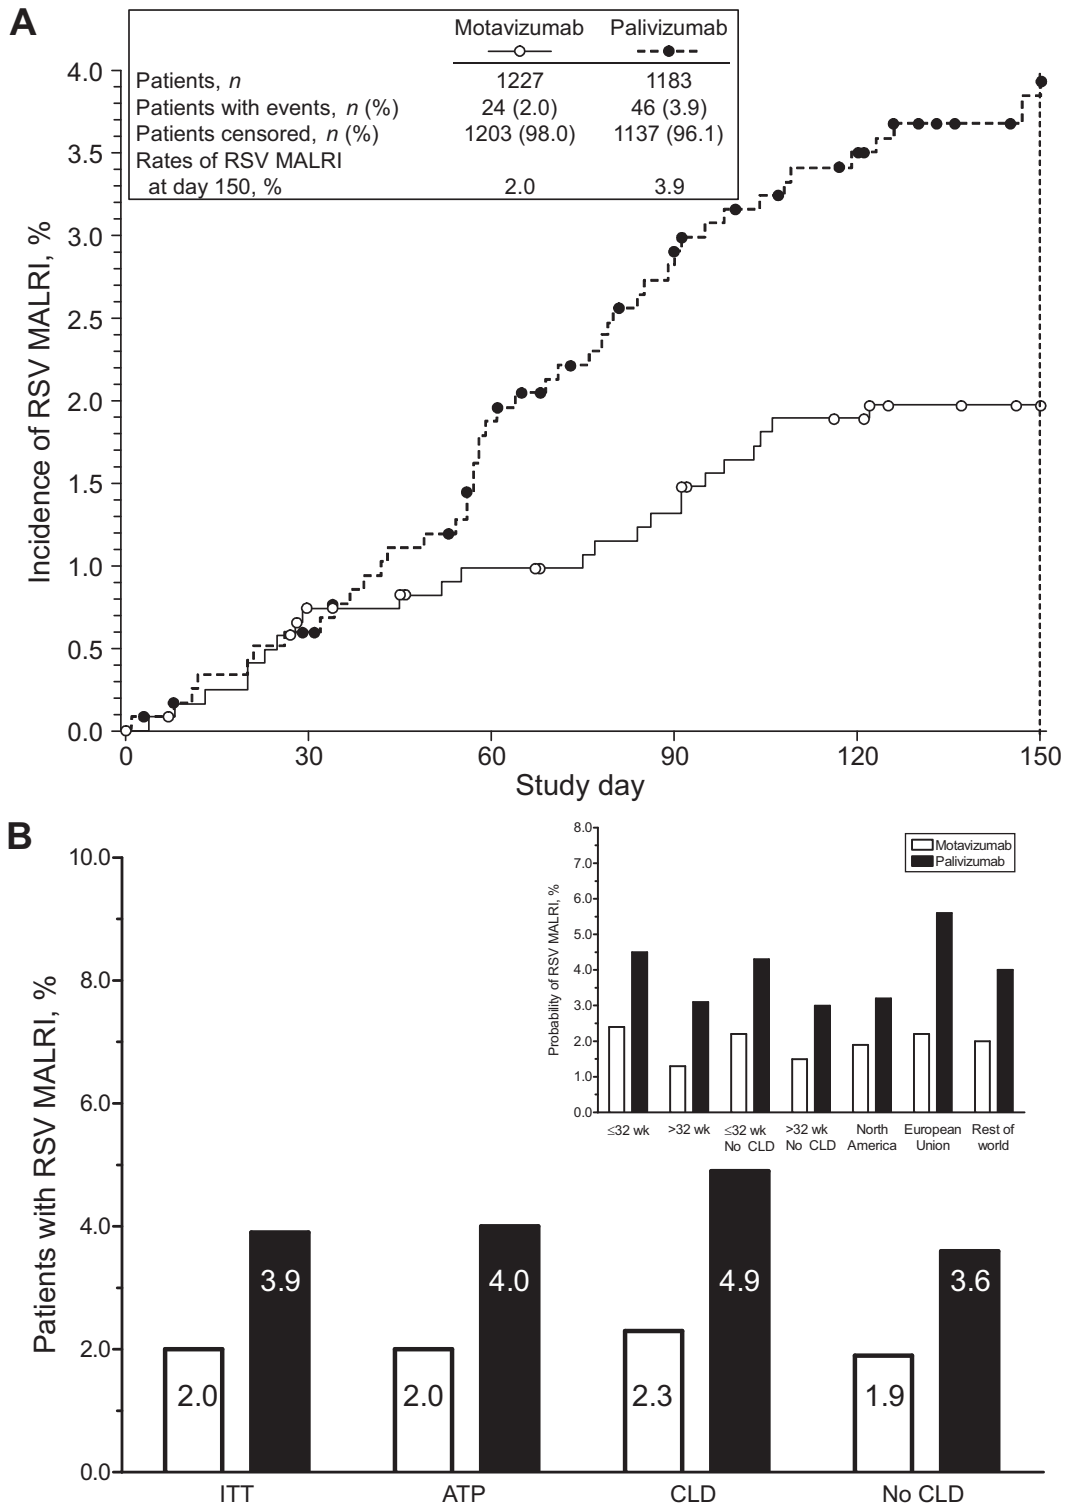 A
Motavizumab Palivizumab
Patients, n 1227 1183
Patients with events, n (%) 24 (2.0) 46 (3.9)
Patients censored, n (%) 1203 (98.0) 1137 (96.1)
Rates of RSV MALRI
at day 150, % 2.0 3.9
Incidence of RSV MALRI, %
4.0
3.5
3.0
2.5
2.0
1.5
1.0
0.5
0.0
0 30 60 90 120 150
Study day
B
Patients with RSV MALRI, %
10.0
8.0
6.0
4.0
2.0
0.0
Probability of RSV MALRI, %
8.0
7.0
6.0
5.0
4.0
3.0
2.0
1.0
0.0
Motavizumab
Palivizumab
≤32 wk >32 wk ≤32 wk >32 wk North European Rest of
No CLD No CLD America Union world
3.9 4.0 4.9 3.6
2.0 2.0 2.3 1.9
ITT ATP CLD No CLD